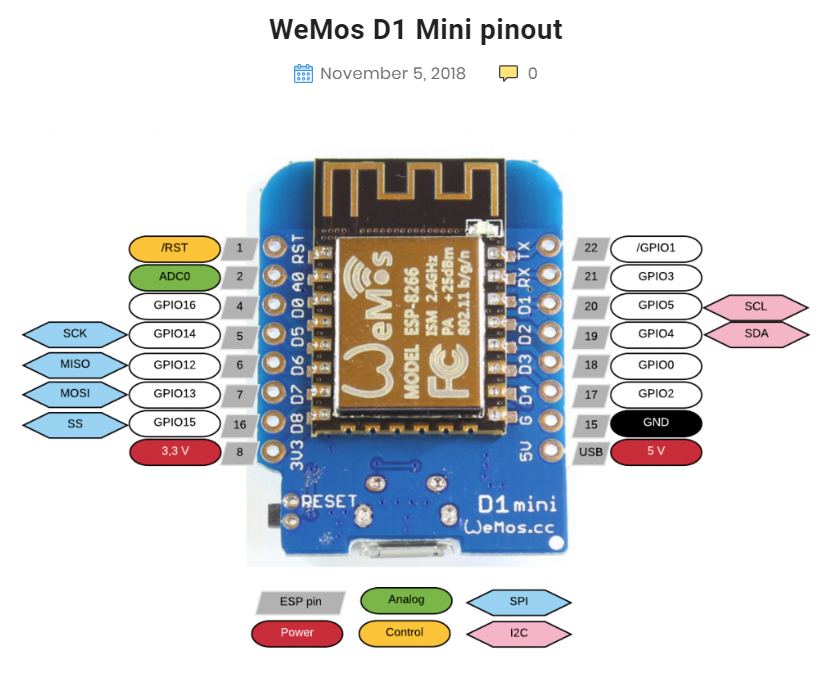 WeMos D1 Mini pinout
November 5, 2018 0
/RST 1 RST TX 22 /GPIO1
ADC0 2 A0 RX 21 GPIO3
GPIO16 4 D0 D1 20 GPIO5 SCL
SCK GPIO14 5 D5 D2 19 GPIO4 SDA
MISO GPIO12 6 D6 D3 18 GPIO0
MOSI GPIO13 7 D7 D4 17 GPIO2
SS GPIO15 16 D8 G 15 GND
3,3 V 8 3V3 5V USB 5 V
WeMos
MODEL ESP-8266
ISM 2.4GHz
PA +25dBm
802.11 b/g/n
FC
RESET
D1 mini
WeMos.cc
ESP pin Analog SPI
Power Control I2C